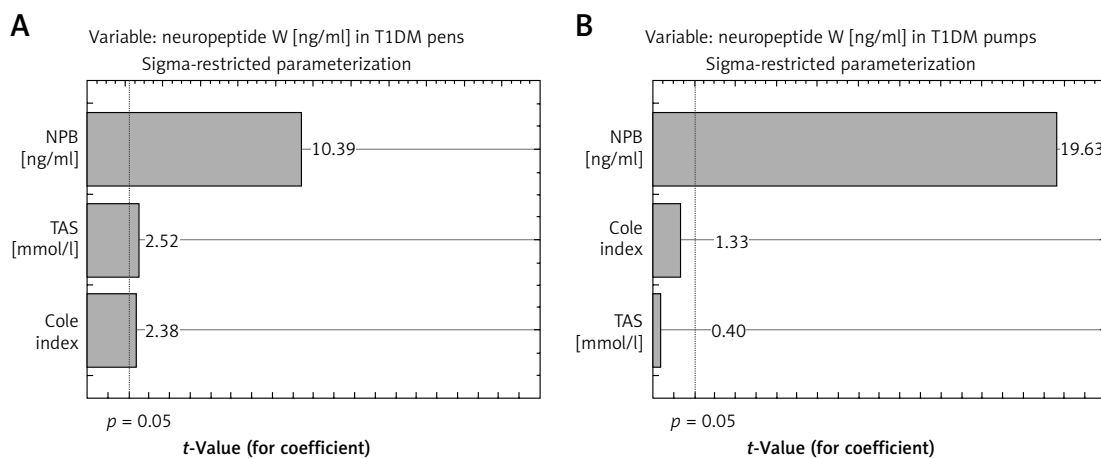 A
Variable: neuropeptide W [ng/ml] in T1DM pens
Sigma-restricted parameterization
NPB
[ng/ml]
10.39
TAS
[mmol/l]
2.52
Cole
index
2.38
p = 0.05
t-Value (for coefficient)
B
Variable: neuropeptide W [ng/ml] in T1DM pumps
Sigma-restricted parameterization
NPB
[ng/ml]
19.63
Cole
index
1.33
TAS
[mmol/l]
0.40
p = 0.05
t-Value (for coefficient)